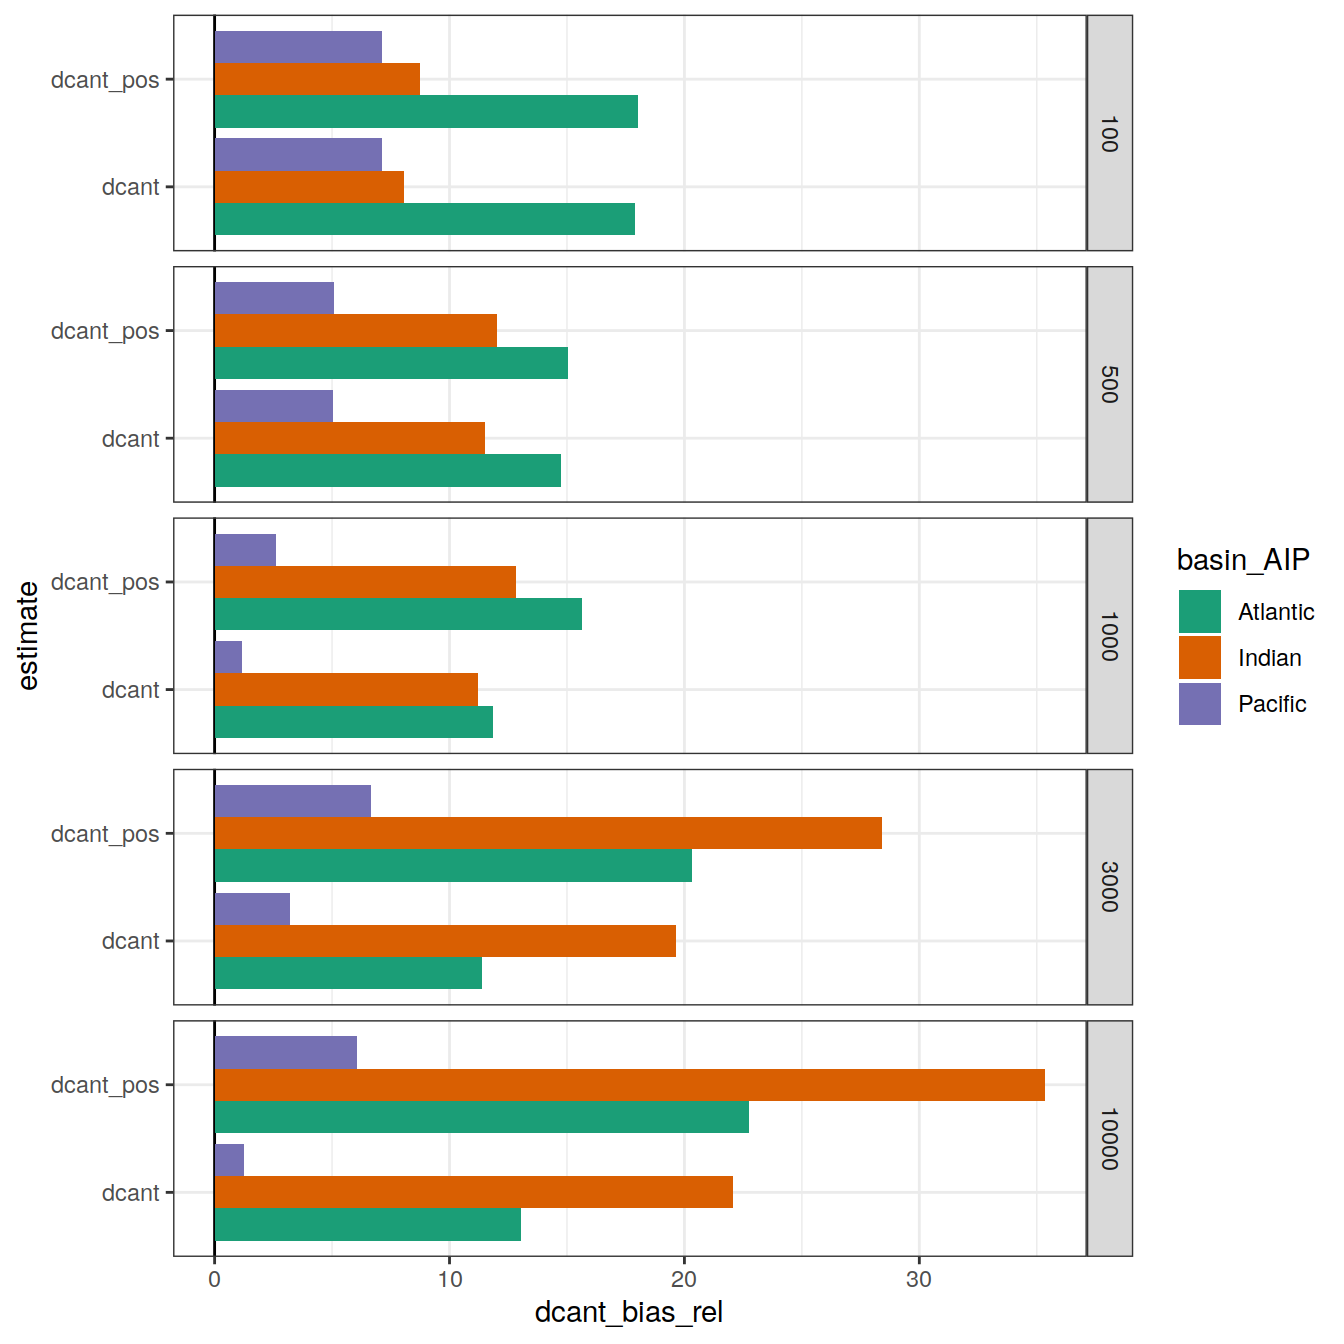 dcant_pos
dcant
100
dcant_pos
dcant
500
dcant_pos
dcant
1000
dcant_pos
dcant
3000
dcant_pos
dcant
10000
estimate
0 10 20 30
dcant_bias_rel
basin_AIP
Atlantic
Indian
Pacific